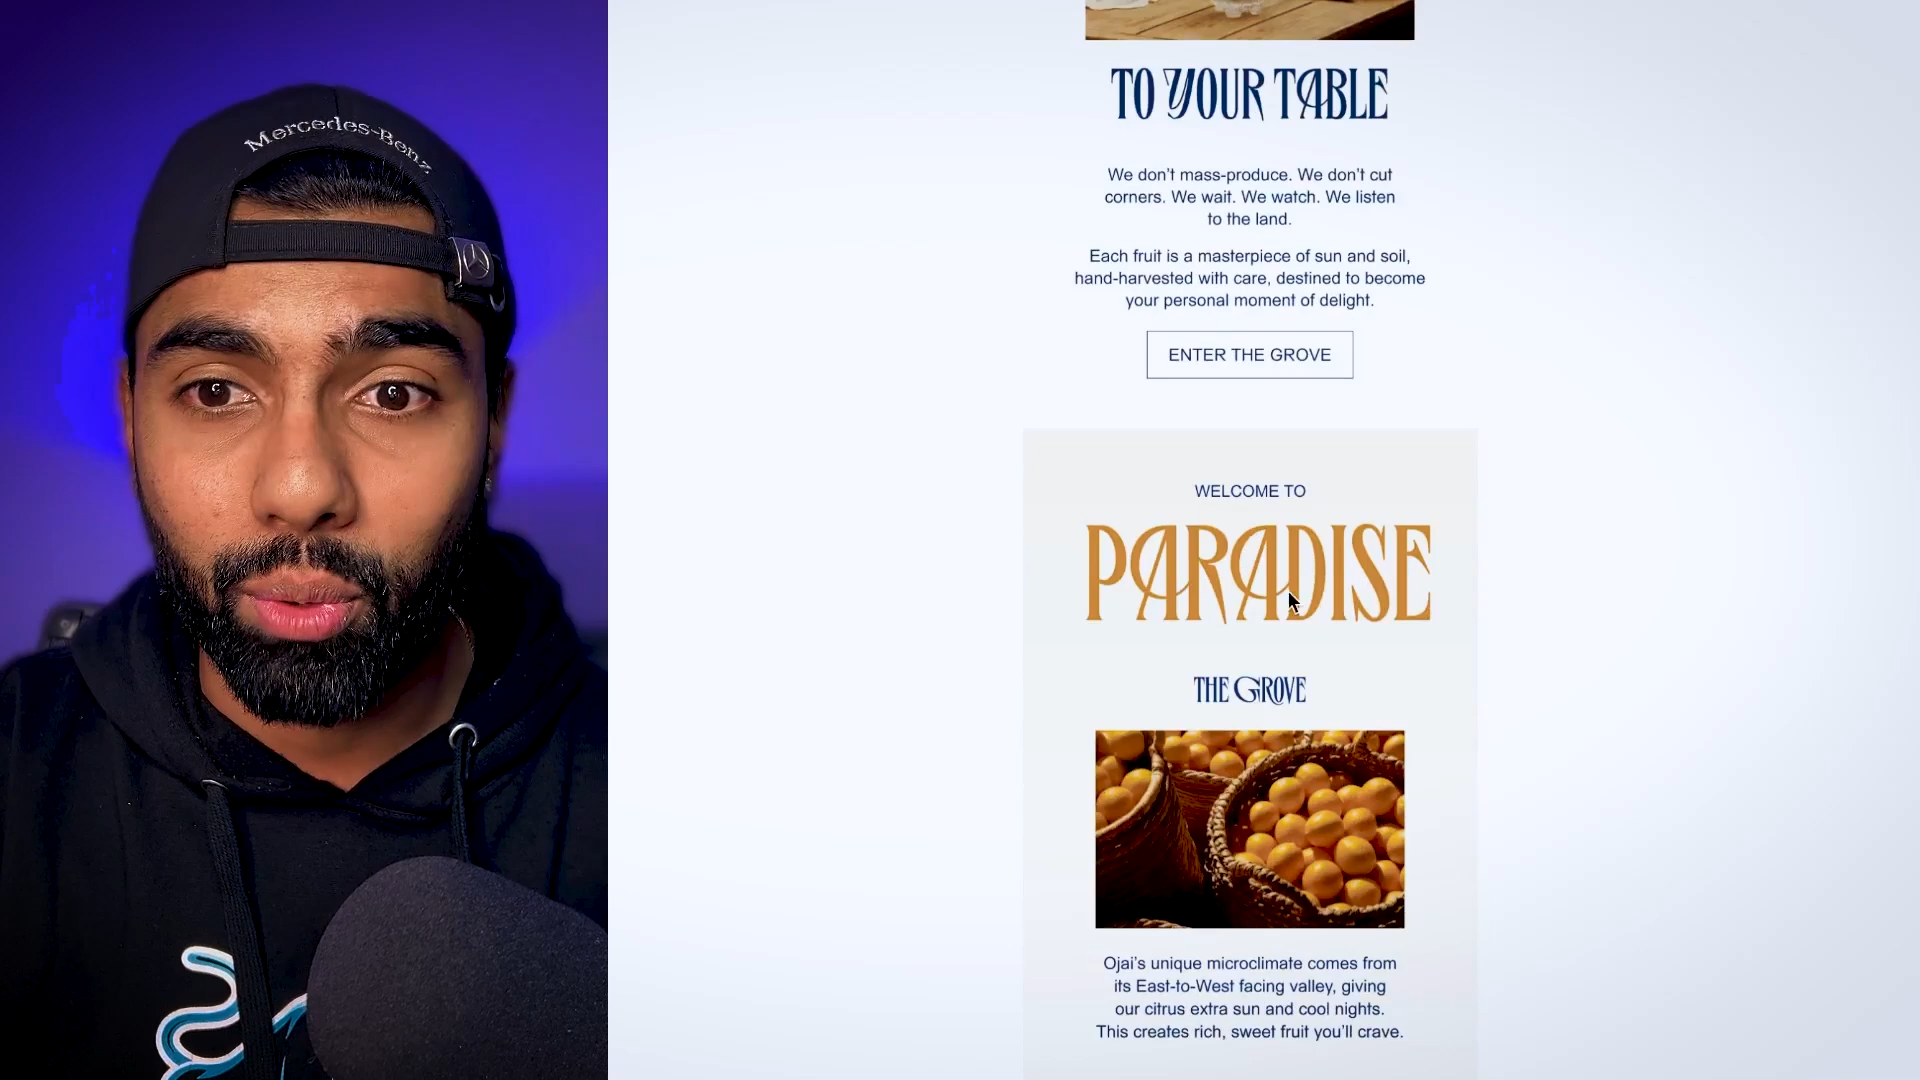 Mercedes-Benz
TO YOUR TABLE
We don't mass-produce. We don't cut
corners. We wait. We watch. We listen
to the land.
Each fruit is a masterpiece of sun and soil,
hand-harvested with care, destined to become
your personal moment of delight.
ENTER THE GROVE
WELCOME TO
PARADISE
THE GROVE
Ojai's unique microclimate comes from
its East-to-West facing valley, giving
our citrus extra sun and cool nights.
This creates rich, sweet fruit you'll crave.